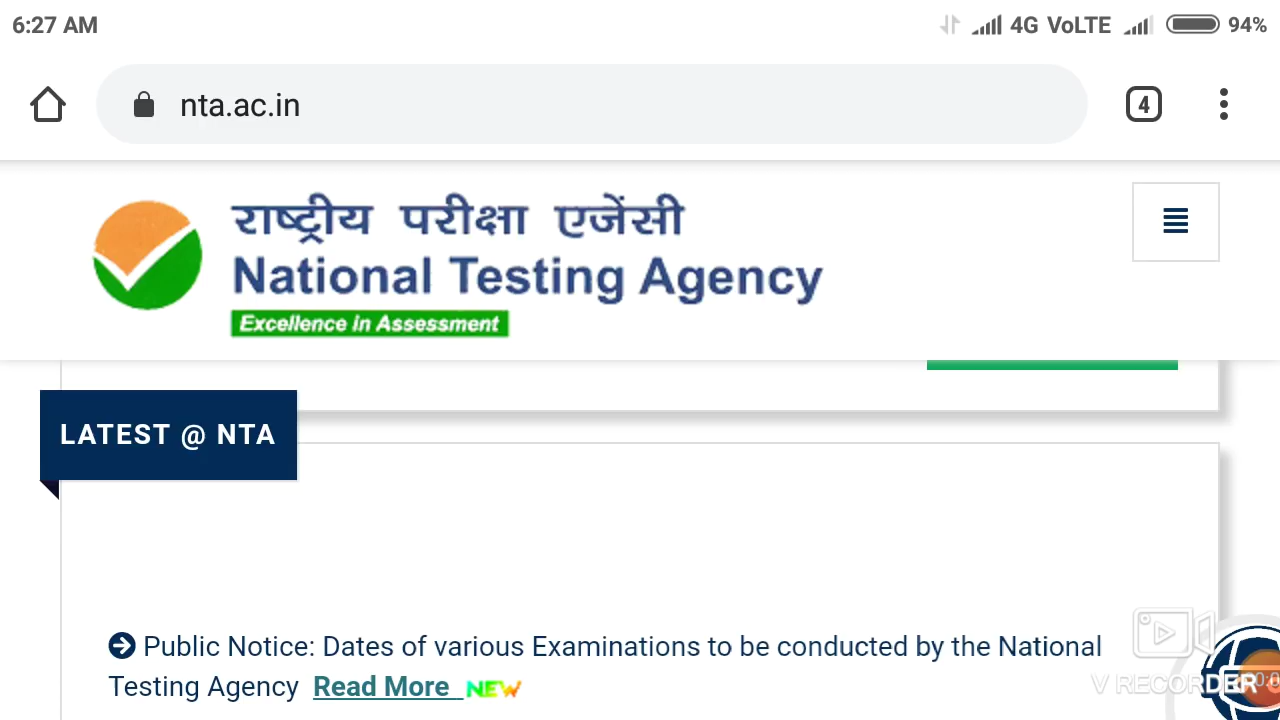 6:27 AM 4G VoLTE 94%
nta.ac.in 4
राष्ट्रीय परीक्षा एजेंसी
National Testing Agency
Excellence in Assessment
LATEST @ NTA
Public Notice: Dates of various Examinations to be conducted by the National
Testing Agency Read More NEW
V RECORDER